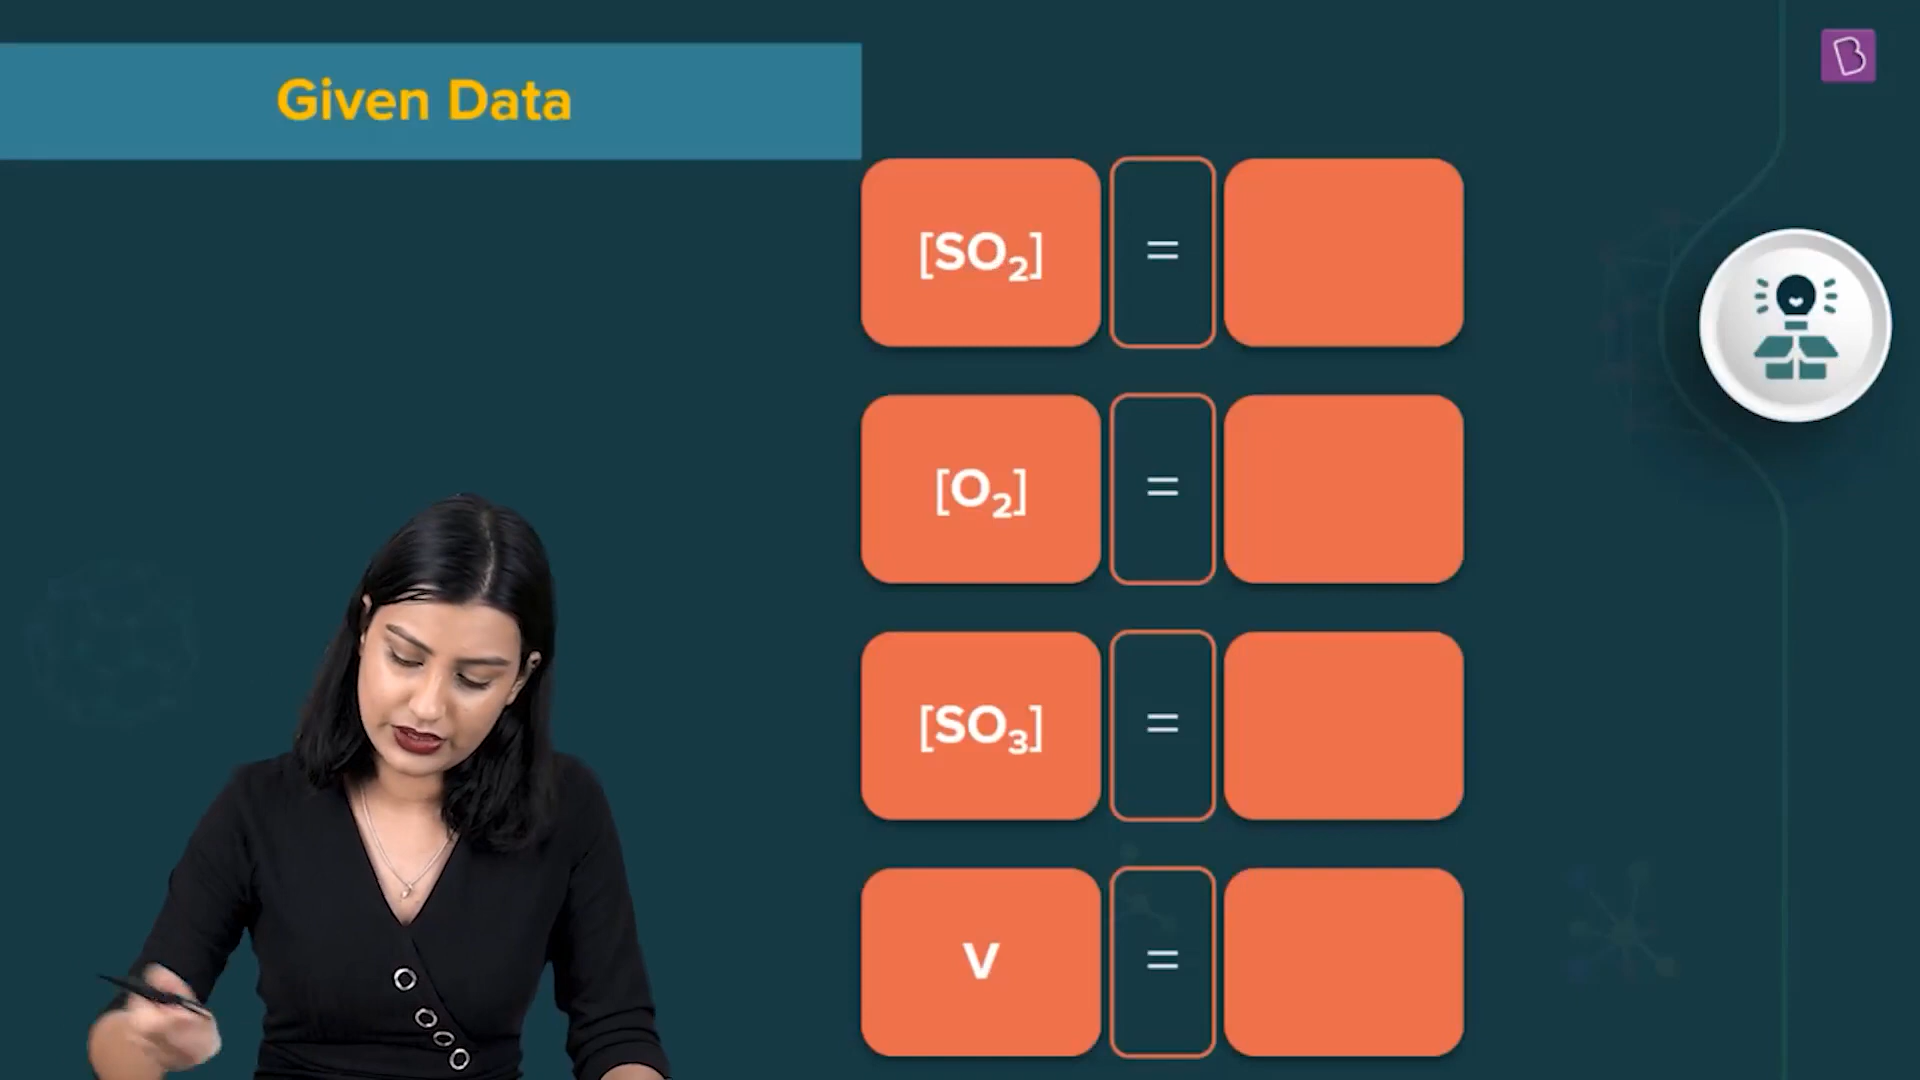 Given Data
B
[SO₂] =
[O₂] =
[SO₃] =
V =